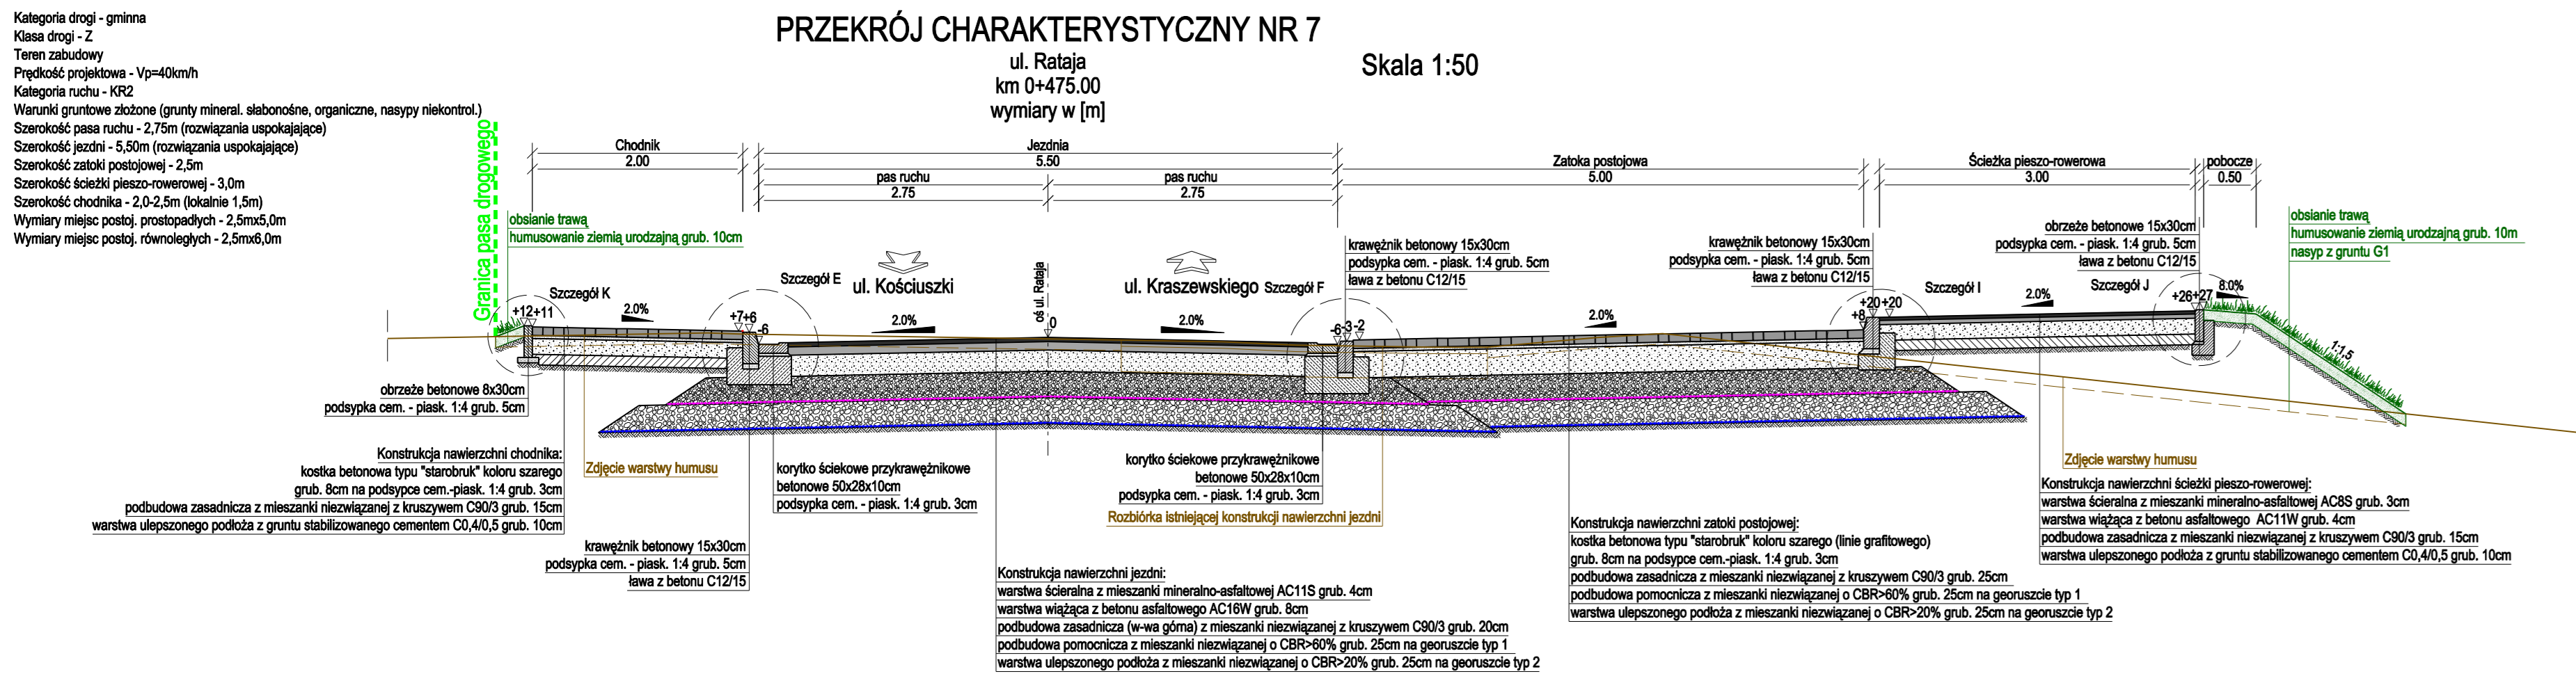 Kategoria drogi - gminna
Klasa drogi - Z
Teren zabudowy
Prędkość projektowa - Vp=40km/h
Kategoria ruchu - KR2
Warunki gruntowe złożone (grunty mineral. słabonośne, organiczne, nasypy niekontrol.)
Szerokość pasa ruchu - 2,75m (rozwiązania uspokajające)
Szerokość jezdni - 5,50m (rozwiązania uspokajające)
Szerokość zatoki postojowej - 2,5m
Szerokość ścieżki pieszo-rowerowej - 3,0m
Szerokość chodnika - 2,0-2,5m (lokalnie 1,5m)
Wymiary miejsc postoj. prostopadłych - 2,5mx5,0m
Wymiary miejsc postoj. równoległych - 2,5mx6,0m
PRZEKRÓJ CHARAKTERYSTYCZNY NR 7
ul. Rataja
km 0+475.00
wymiary w [m]
Skala 1:50
Granica pasa drogowego
Chodnik
2.00
Jezdnia
5.50
pas ruchu
2.75
pas ruchu
2.75
Zatoka postojowa
5.00
Ścieżka pieszo-rowerowa
3.00
pobocze
0.50
obsianie trawą
humusowanie ziemią urodzajną grub. 10cm
Szczegół K
Szczegół E
ul. Kościuszki
oś ul. Rataja
ul. Kraszewskiego
Szczegół F
krawężnik betonowy 15x30cm
podsypka cem. - piask. 1:4 grub. 5cm
ława z betonu C12/15
krawężnik betonowy 15x30cm
podsypka cem. - piask. 1:4 grub. 5cm
ława z betonu C12/15
Szczegół I
obrzeże betonowe 15x30cm
podsypka cem. - piask. 1:4 grub. 5cm
ława z betonu C12/15
Szczegół J
obsianie trawą
humusowanie ziemią urodzajną grub. 10m
nasyp z gruntu G1
+12 +11
2.0%
+7 +6
-6
2.0%
0
2.0%
-6 -3 -2
2.0%
+8
+20 +20
2.0%
+26 +27
8.0%
1:1,5
obrzeże betonowe 8x30cm
podsypka cem. - piask. 1:4 grub. 5cm
Konstrukcja nawierzchni chodnika:
kostka betonowa typu "starobruk" koloru szarego
grub. 8cm na podsypce cem.-piask. 1:4 grub. 3cm
podbudowa zasadnicza z mieszanki niezwiązanej z kruszywem C90/3 grub. 15cm
warstwa ulepszonego podłoża z gruntu stabilizowanego cementem C0,4/0,5 grub. 10cm
Zdjęcie warstwy humusu
krawężnik betonowy 15x30cm
podsypka cem. - piask. 1:4 grub. 5cm
ława z betonu C12/15
korytko ściekowe przykrawężnikowe
betonowe 50x28x10cm
podsypka cem. - piask. 1:4 grub. 3cm
korytko ściekowe przykrawężnikowe
betonowe 50x28x10cm
podsypka cem. - piask. 1:4 grub. 3cm
Rozbiórka istniejącej konstrukcji nawierzchni jezdni
Konstrukcja nawierzchni jezdni:
warstwa ścieralna z mieszanki mineralno-asfaltowej AC11S grub. 4cm
warstwa wiążąca z betonu asfaltowego AC16W grub. 8cm
podbudowa zasadnicza (w-wa górna) z mieszanki niezwiązanej z kruszywem C90/3 grub. 20cm
podbudowa pomocnicza z mieszanki niezwiązanej o CBR>60% grub. 25cm na georuszcie typ 1
warstwa ulepszonego podłoża z mieszanki niezwiązanej o CBR>20% grub. 25cm na georuszcie typ 2
Konstrukcja nawierzchni zatoki postojowej:
kostka betonowa typu "starobruk" koloru szarego (linie grafitowego)
grub. 8cm na podsypce cem.-piask. 1:4 grub. 3cm
podbudowa zasadnicza z mieszanki niezwiązanej z kruszywem C90/3 grub. 25cm
podbudowa pomocnicza z mieszanki niezwiązanej o CBR>60% grub. 25cm na georuszcie typ 1
warstwa ulepszonego podłoża z mieszanki niezwiązanej o CBR>20% grub. 25cm na georuszcie typ 2
Zdjęcie warstwy humusu
Konstrukcja nawierzchni ścieżki pieszo-rowerowej:
warstwa ścieralna z mieszanki mineralno-asfaltowej AC8S grub. 3cm
warstwa wiążąca z betonu asfaltowego AC11W grub. 4cm
podbudowa zasadnicza z mieszanki niezwiązanej z kruszywem C90/3 grub. 15cm
warstwa ulepszonego podłoża z gruntu stabilizowanego cementem C0,4/0,5 grub. 10cm